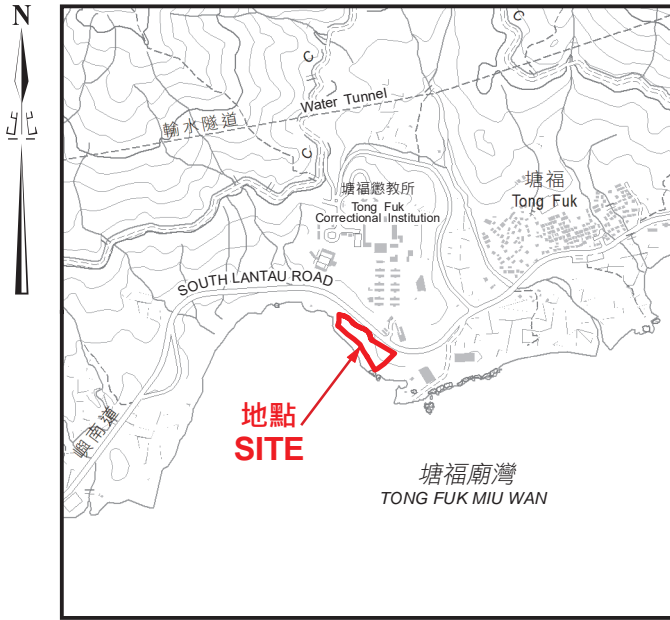 N
C
C
C
Water Tunnel
輸水隧道
塘福懲教所
Tong Fuk
Correctional Institution
塘福
Tong Fuk
SOUTH LANTAU ROAD
地點
SITE
嶼南道
塘福廟灣
TONG FUK MIU WAN